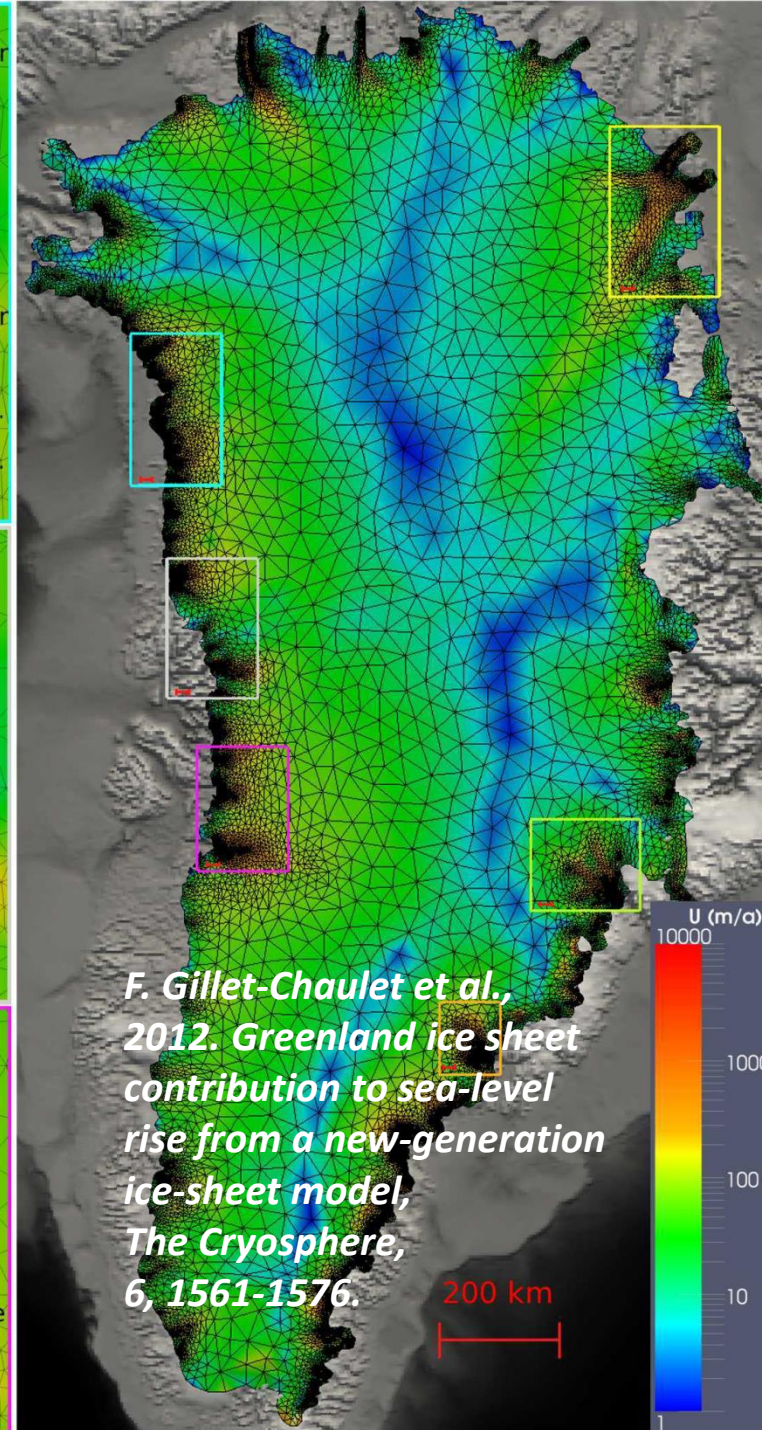 F. Gillet-Chaulet et al.,
2012. Greenland ice sheet
contribution to sea-level
rise from a new-generation
ice-sheet model,
The Cryosphere,
6, 1561-1576.
200 km
U (m/a)
10000
1000
100
10
1